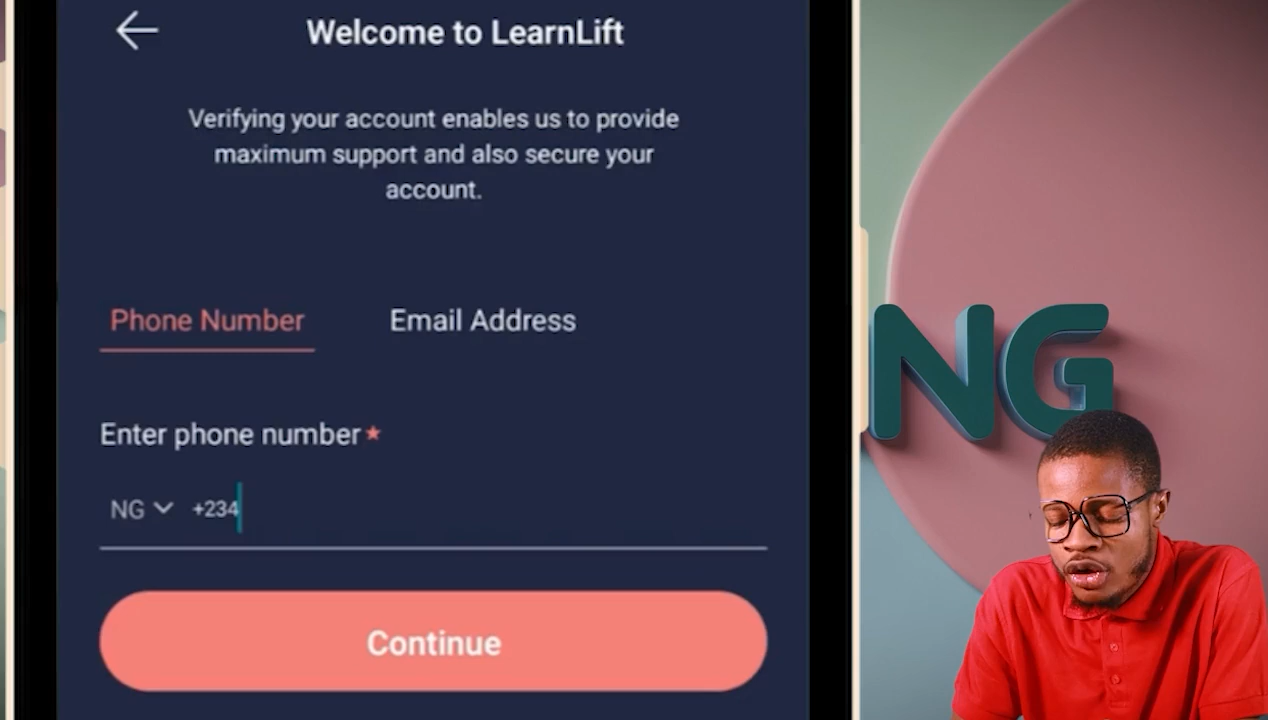 Welcome to LearnLift
Verifying your account enables us to provide
maximum support and also secure your
account.
Phone Number
Email Address
Enter phone number *
NG +234
Continue
NG